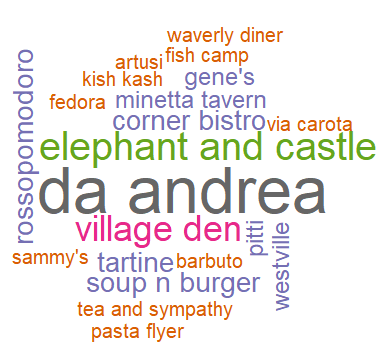 waverly diner
fish camp
artusi
kish kash
gene's
fedora
minetta tavern
corner bistro
via carota
rossopomodoro
elephant and castle
da andrea
village den
pitti
westville
sammy's
tartine
barbuto
soup n burger
tea and sympathy
pasta flyer